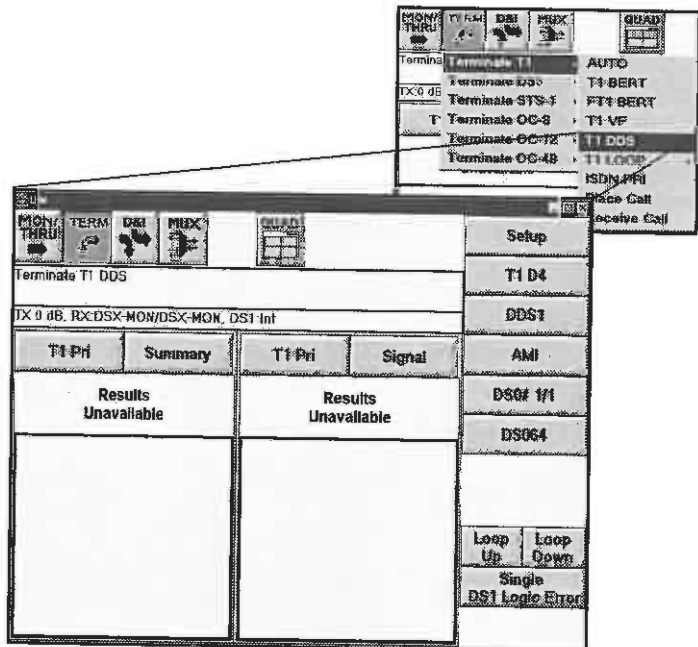 MON/ THRU
TERM
D&I
MUX
QUAD
Termina
TX:0 dB
Terminate T1
Terminate DS3
Terminate STS-1
Terminate OC-3
Terminate OC-12
Terminate OC-48
AUTO
T1 BERT
FT1 BERT
T1 VF
T1 DDS
T1 LOOP
ISDN PRI
Place Call
Receive Call
MON/ THRU
TERM
D&I
MUX
QUAD
Terminate T1 DDS
TX:0 dB, RX:DSX-MON/DSX-MON, DS1:Int
T1 Pri
Summary
T1 Pri
Signal
Results
Unavailable
Results
Unavailable
Setup
T1 D4
DDS1
AMI
DS0# 1/1
DS064
Loop
Up
Loop
Down
Single
DS1 Logic Error